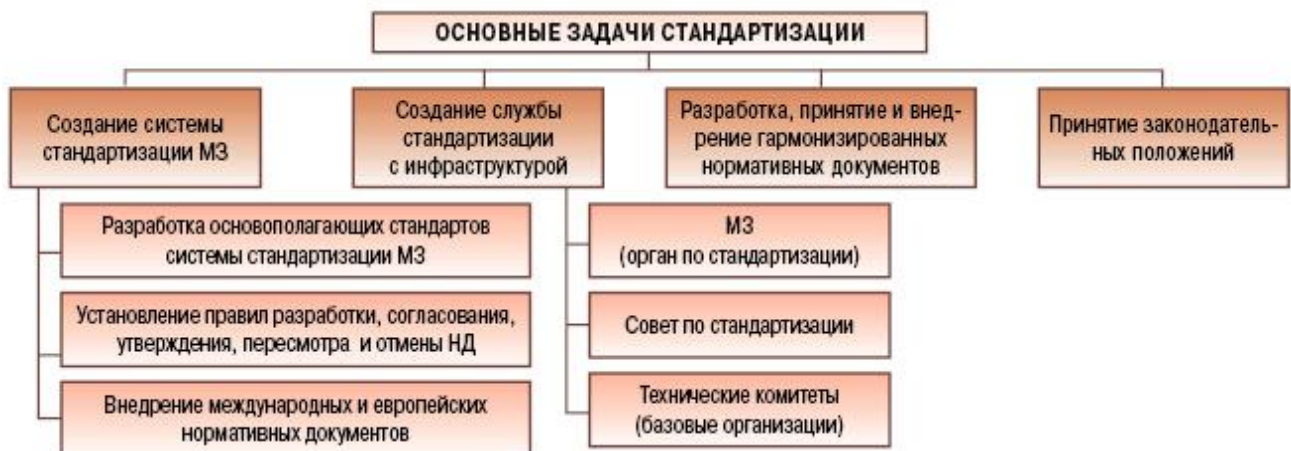 ОСНОВНЫЕ ЗАДАЧИ СТАНДАРТИЗАЦИИ
Создание системы
стандартизации МЗ
Создание службы
стандартизации
с инфраструктурой
Разработка, принятие и внед-
рение гармонизированных
нормативных документов
Принятие законодатель-
ных положений
Разработка основополагающих стандартов
системы стандартизации МЗ
Установление правил разработки, согласования,
утверждения, пересмотра и отмены НД
Внедрение международных и европейских
нормативных документов
МЗ
(орган по стандартизации)
Совет по стандартизации
Технические комитеты
(базовые организации)